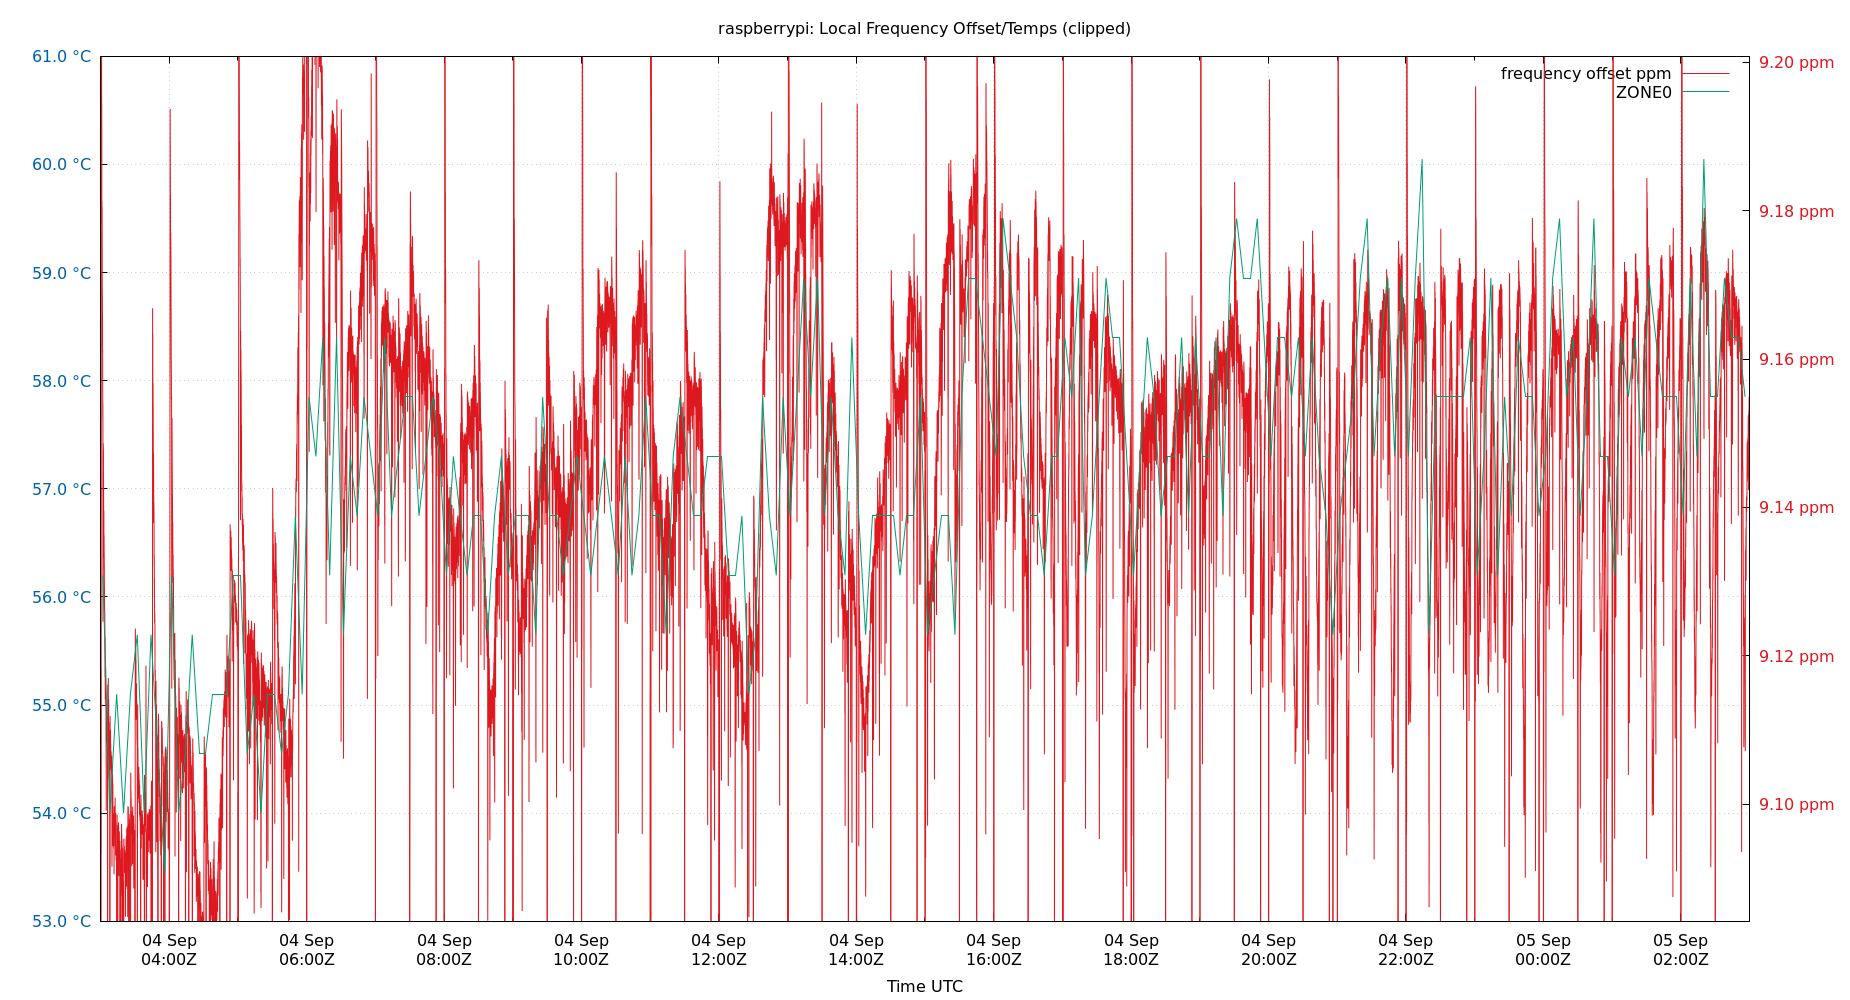 raspberrypi: Local Frequency Offset/Temps (clipped)
61.0 °C
60.0 °C
59.0 °C
58.0 °C
57.0 °C
56.0 °C
55.0 °C
54.0 °C
53.0 °C
frequency offset ppm
ZONE0
9.20 ppm
9.18 ppm
9.16 ppm
9.14 ppm
9.12 ppm
9.10 ppm
04 Sep 04 Sep 04 Sep 04 Sep 04 Sep 04 Sep 04 Sep 04 Sep 04 Sep 04 Sep 05 Sep 05 Sep
04:00Z 06:00Z 08:00Z 10:00Z 12:00Z 14:00Z 16:00Z 18:00Z 20:00Z 22:00Z 00:00Z 02:00Z
Time UTC